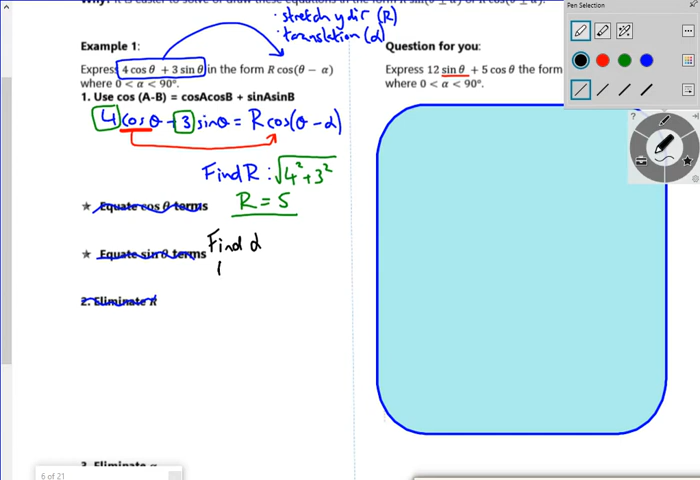 · stretch y dir (R)
· translation (α)
Pen Selection
Example 1:
Question for you:
Express 4 cos θ + 3 sin θ in the form R cos(θ − α)
where 0 < α < 90°.
Express 12 sin θ + 5 cos θ the form
where 0 < α < 90°.
1. Use cos (A-B) = cosAcosB + sinAsinB
4 cos θ + 3 sin θ = R cos(θ − α)
Find R : √4² + 3²
R = 5
★ Equate cos θ terms
★ Equate sin θ terms
Find α
2. Eliminate
6 of 21